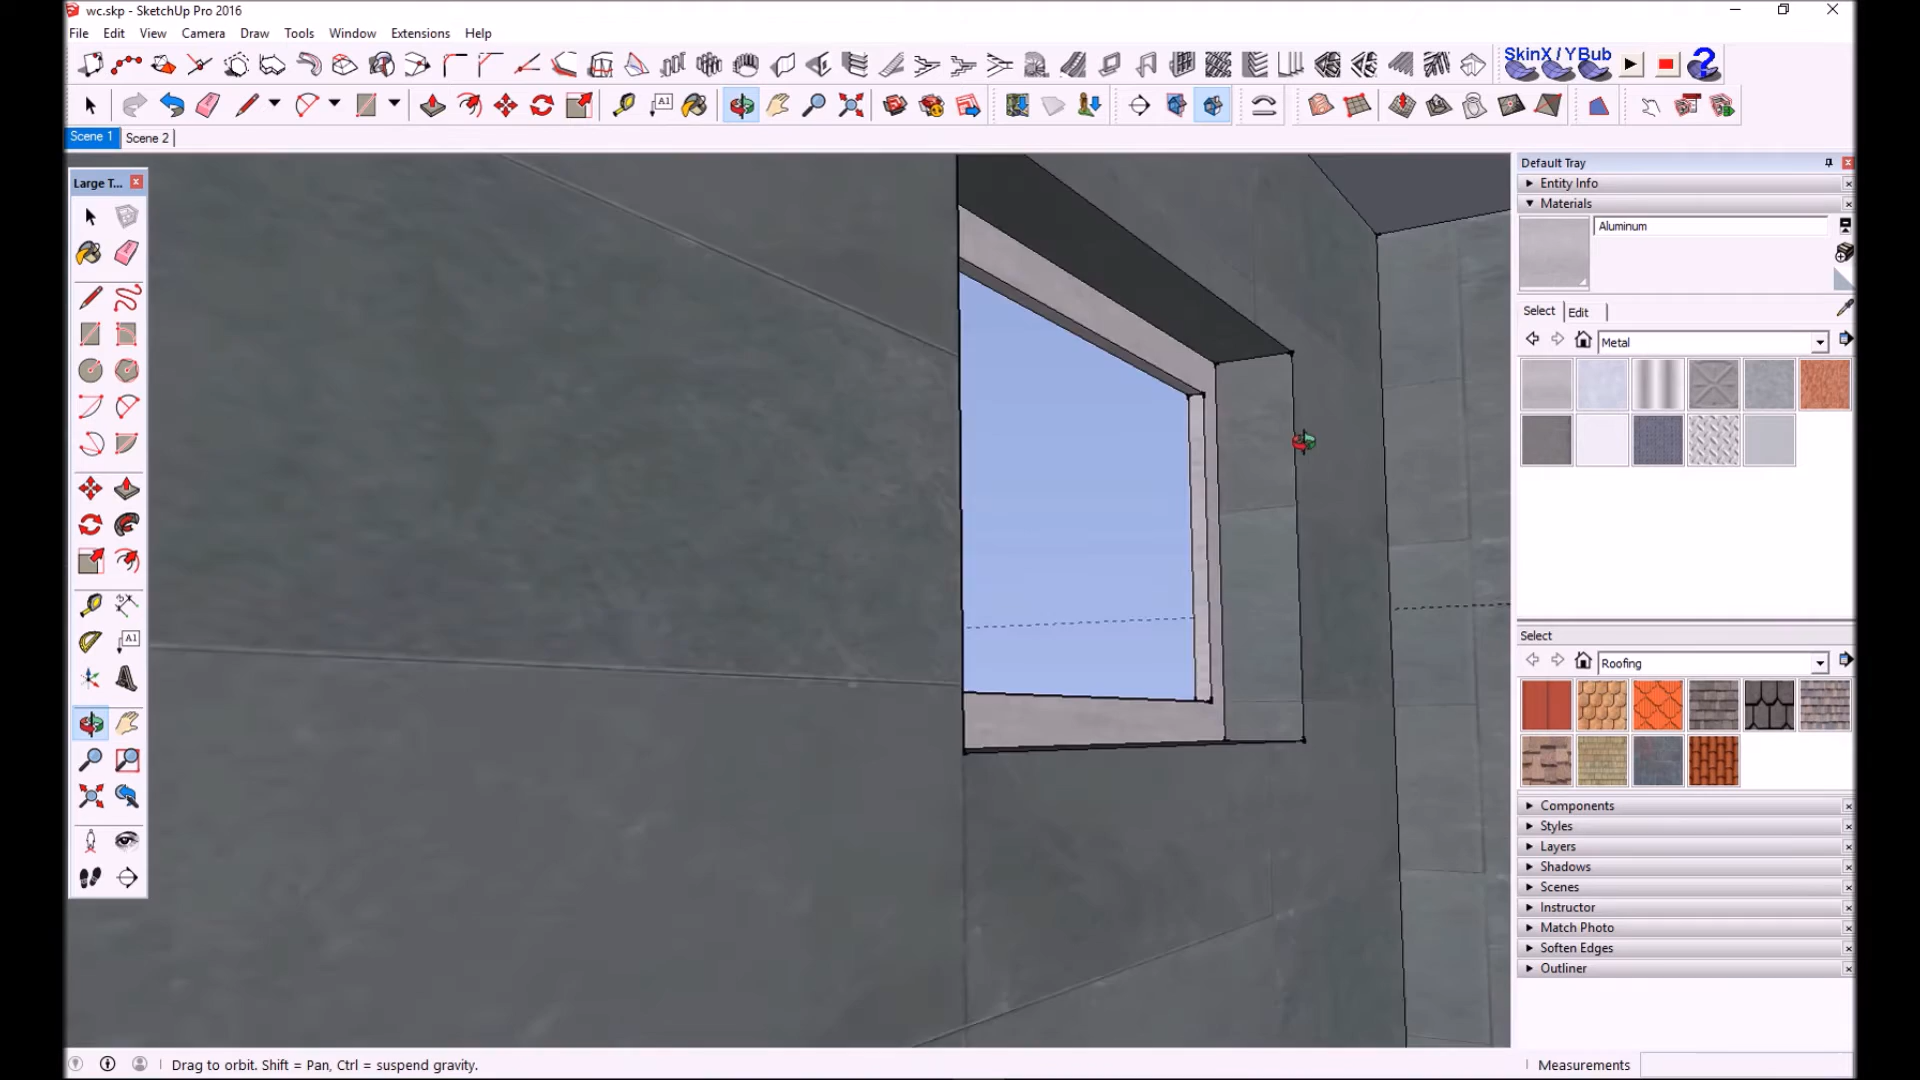 wc.skp - SketchUp Pro 2016
File Edit View Camera Draw Tools Window Extensions Help
SkinX / YBub
A1
Scene 1 Scene 2
Large T...
Default Tray
Entity Info
Materials
Aluminum
Select Edit
Metal
A1
Select
Roofing
Components
Styles
Layers
Shadows
Scenes
Instructor
Match Photo
Soften Edges
Outliner
Drag to orbit. Shift = Pan, Ctrl = suspend gravity.
Measurements